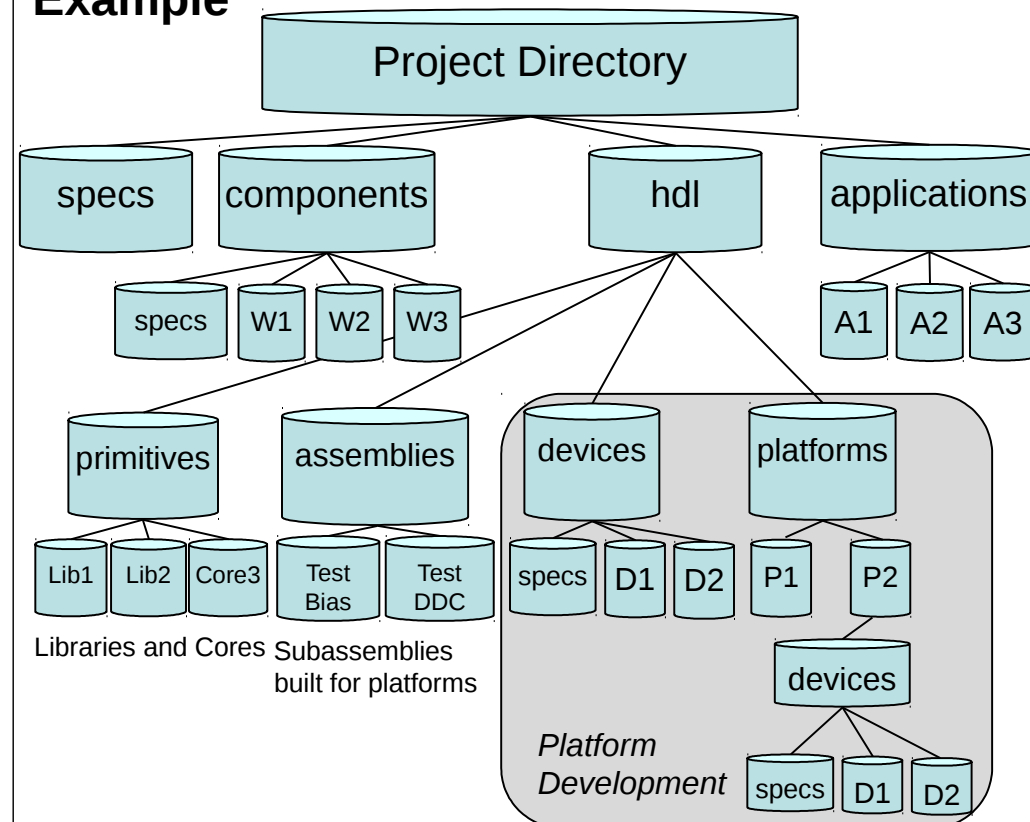 Example
Project Directory
specs
components
hdl
applications
specs
W1
W2
W3
A1
A2
A3
primitives
assemblies
devices
platforms
Lib1
Lib2
Core3
Test
Bias
Test
DDC
specs
D1
D2
P1
P2
Libraries and Cores
Subassemblies
built for platforms
devices
Platform
Development
specs
D1
D2